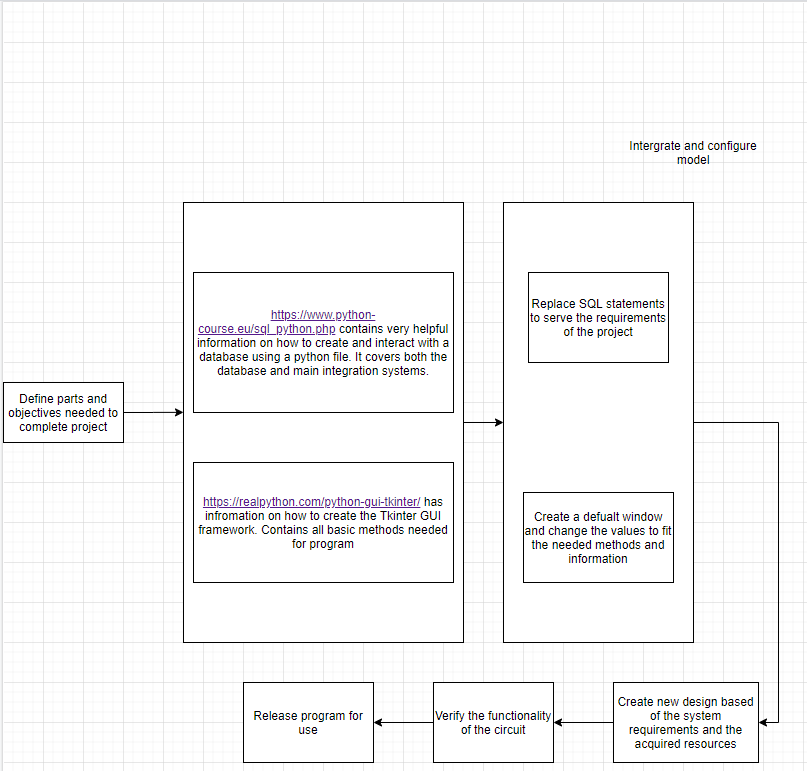 Intergrate and configure
model
https://www.python-
course.eu/sql_python.php contains very helpful
information on how to create and interact with a
database using a python file. It covers both the
database and main integration systems.
Replace SQL statements
to serve the requirements
of the project
Define parts and
objectives needed to
complete project
https://realpython.com/python-gui-tkinter/ has
infromation on how to create the Tkinter GUI
framework. Contains all basic methods needed
for program
Create a defualt window
and change the values to fit
the needed methods and
information
Release program for
use
Verify the functionality
of the circuit
Create new design based
of the system
requirements and the
acquired resources